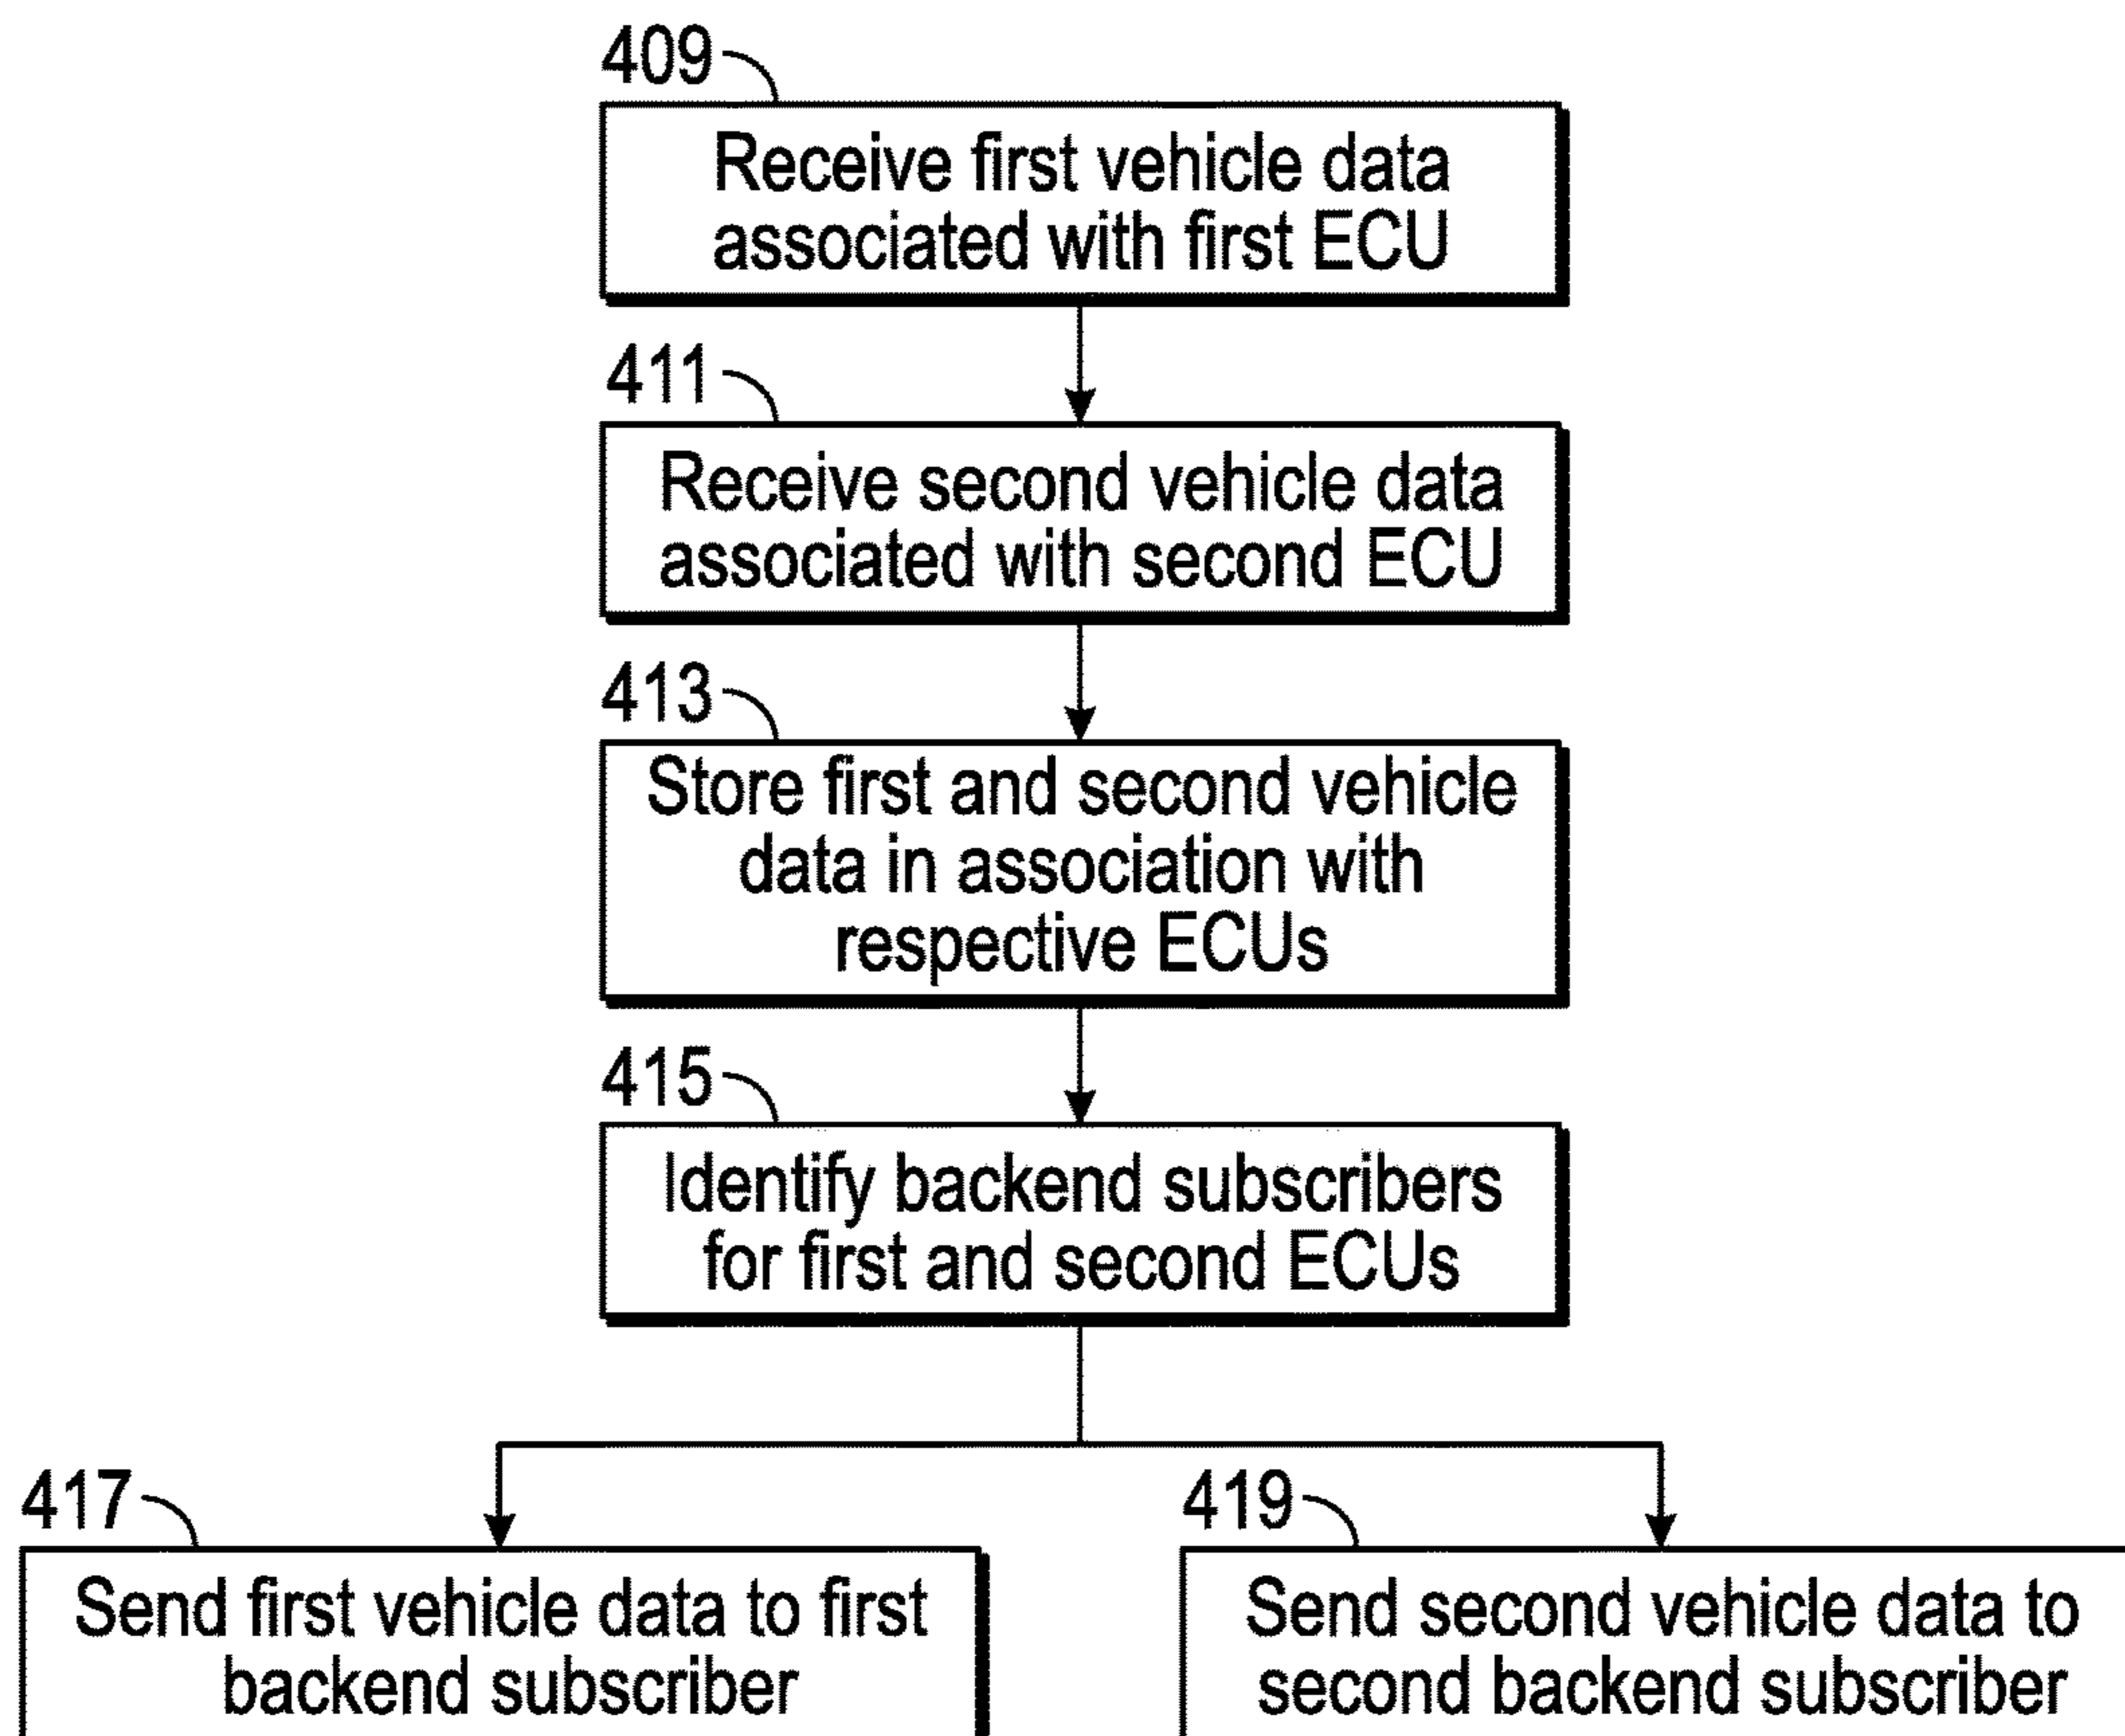 409
Receive first vehicle data
associated with first ECU
411
Receive second vehicle data
associated with second ECU
413
Store first and second vehicle
data in association with
respective ECUs
415
Identify backend subscribers
for first and second ECUs
417
Send first vehicle data to first
backend subscriber
419
Send second vehicle data to
second backend subscriber